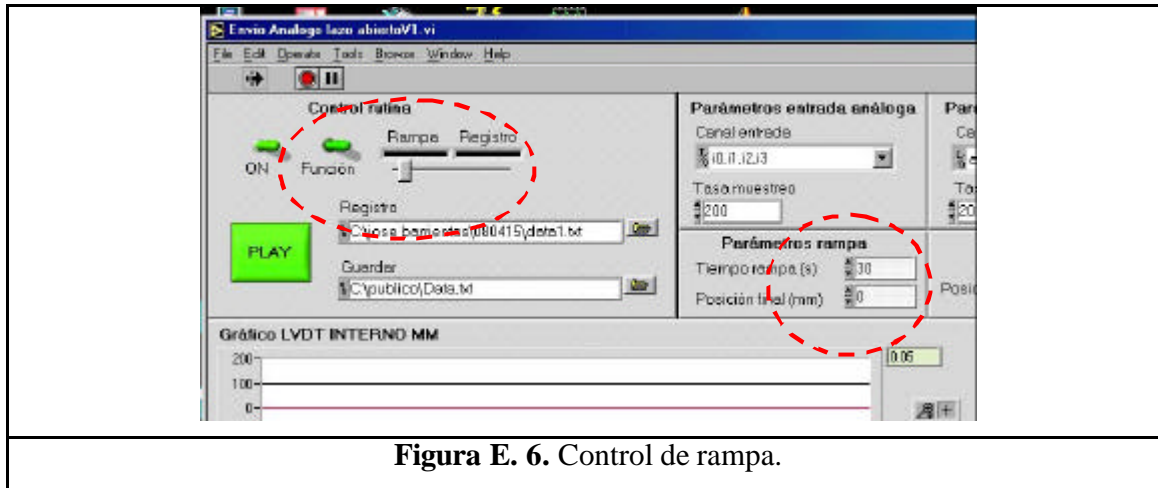 Envio Analogo lazo abiertoV1.vi
File Edit Operate Tools Browse Window Help
Control rutina
ON
Función
Rampa Registro
PLAY
Registro
Guardar
C:\publico\Data.txt
Parámetros entrada análoga
Canal entrada
i0,i1,i2,i3
Tasa muestreo
200
Parámetros rampa
Tiempo rampa (s) 30
Posición final (mm) 0
Gráfico LVDT INTERNO MM
200
100
0
0.05
Figura E. 6. Control de rampa.